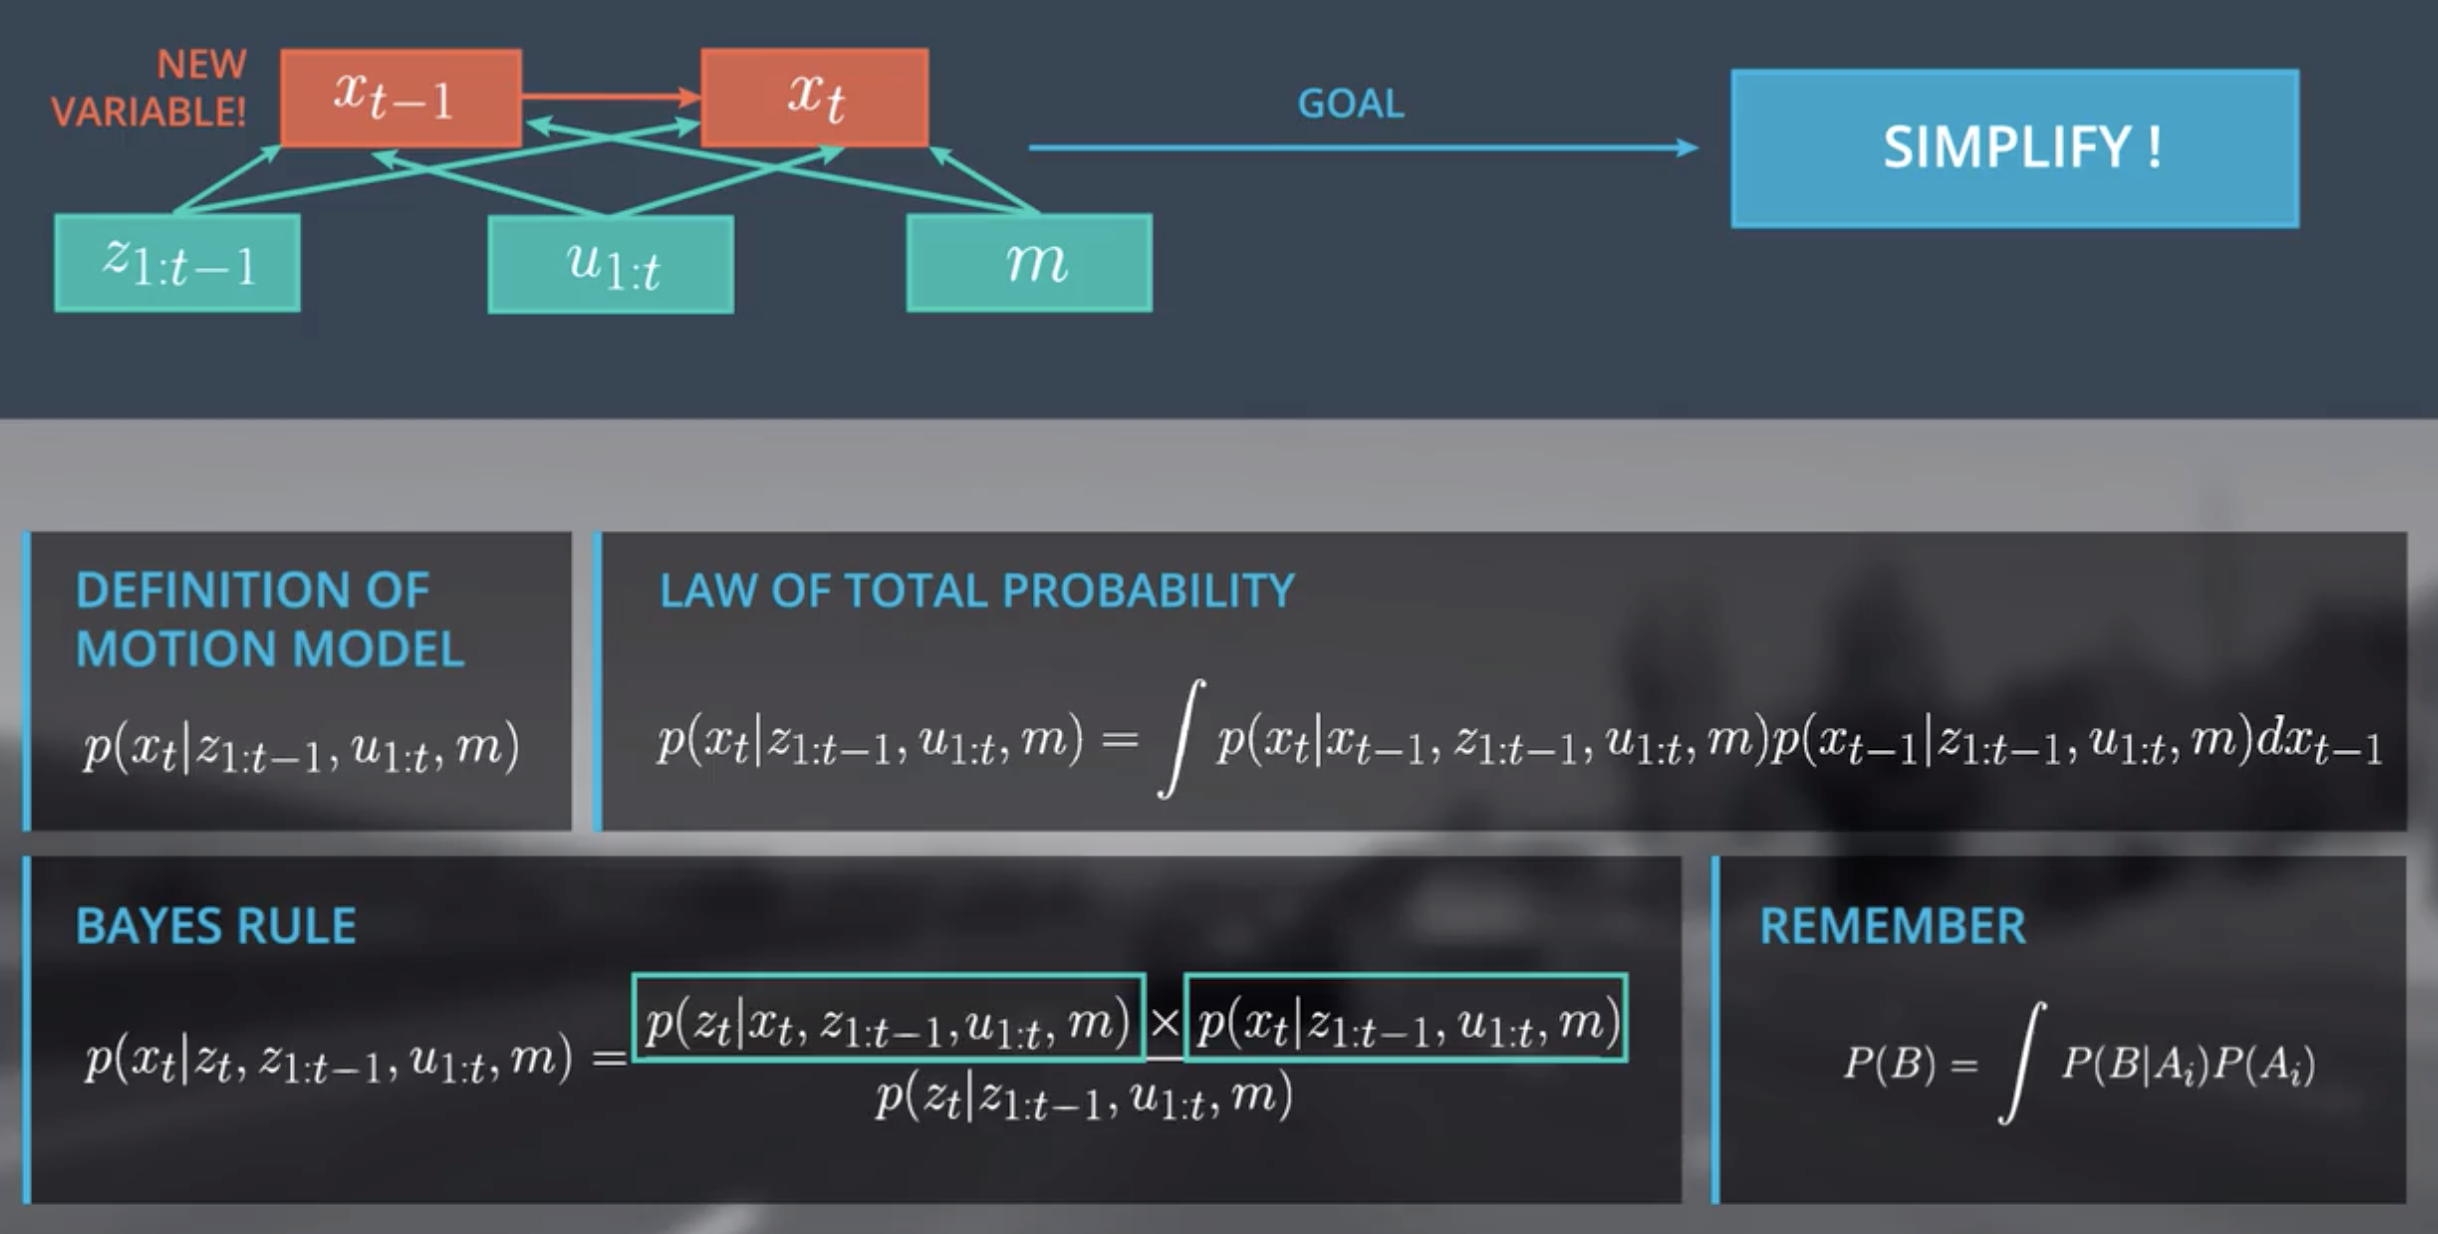 NEW
VARIABLE!
x_{t-1}
x_t
GOAL
SIMPLIFY !
z_{1:t-1}
u_{1:t}
m
DEFINITION OF
MOTION MODEL
p(x_t|z_{1:t-1}, u_{1:t}, m)
LAW OF TOTAL PROBABILITY
p(x_t|z_{1:t-1}, u_{1:t}, m) = ∫ p(x_t|x_{t-1}, z_{1:t-1}, u_{1:t}, m)p(x_{t-1}|z_{1:t-1}, u_{1:t}, m)dx_{t-1}
BAYES RULE
p(x_t|z_t, z_{1:t-1}, u_{1:t}, m) =
p(z_t|x_t, z_{1:t-1}, u_{1:t}, m) × p(x_t|z_{1:t-1}, u_{1:t}, m)
p(z_t|z_{1:t-1}, u_{1:t}, m)
REMEMBER
P(B) = ∫ P(B|A_i)P(A_i)